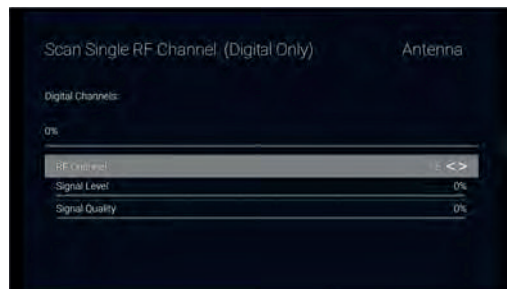 Scan Single RF Channel (Digital Only) Antenna
Digital Channels:
0%
RF Channel < >
Signal Level 0%
Signal Quality 0%